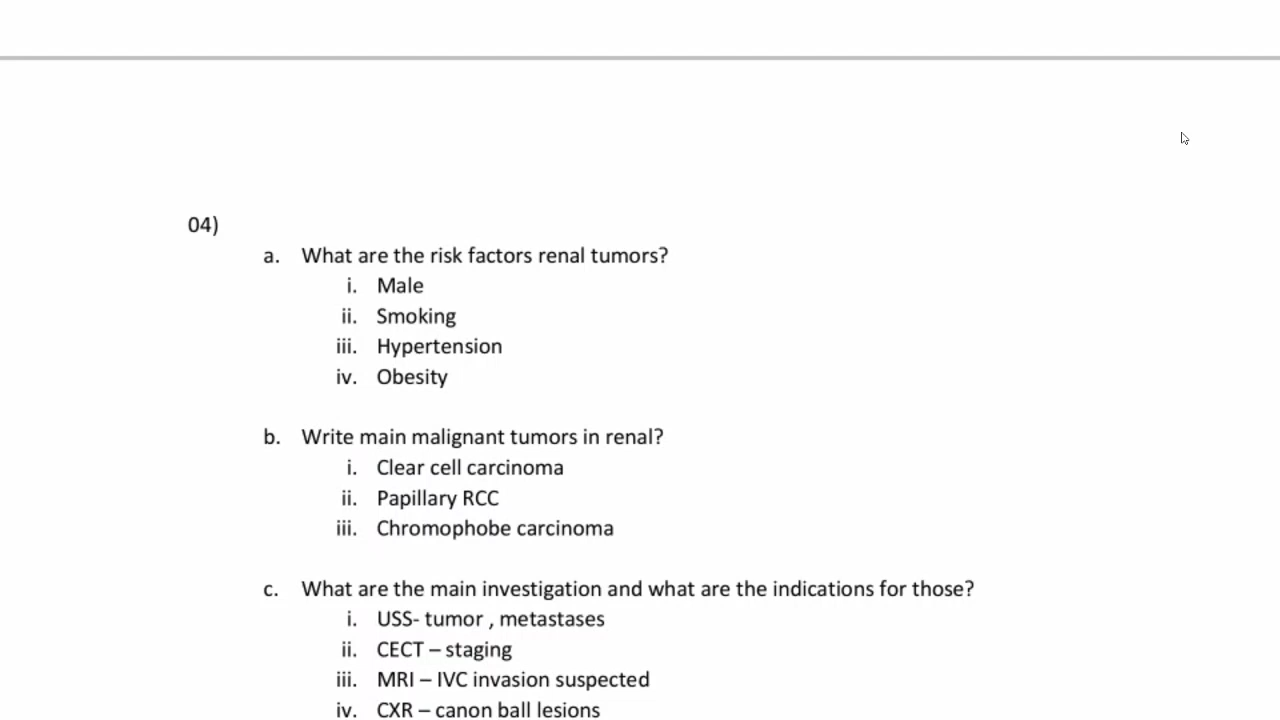 04)
a. What are the risk factors renal tumors?
i. Male
ii. Smoking
iii. Hypertension
iv. Obesity
b. Write main malignant tumors in renal?
i. Clear cell carcinoma
ii. Papillary RCC
iii. Chromophobe carcinoma
c. What are the main investigation and what are the indications for those?
i. USS- tumor , metastases
ii. CECT – staging
iii. MRI – IVC invasion suspected
iv. CXR – canon ball lesions